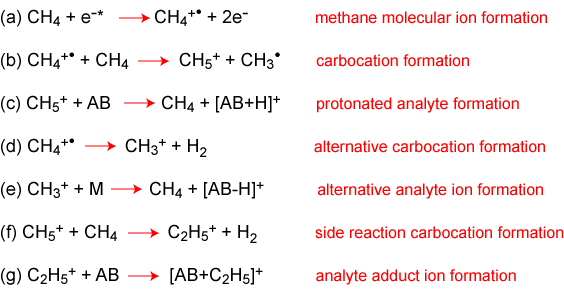 (a) CH₄ + e⁻* ⟶ CH₄⁺• + 2e⁻ methane molecular ion formation
(b) CH₄⁺• + CH₄ ⟶ CH₅⁺ + CH₃• carbocation formation
(c) CH₅⁺ + AB ⟶ CH₄ + [AB+H]⁺ protonated analyte formation
(d) CH₄⁺• ⟶ CH₃⁺ + H₂ alternative carbocation formation
(e) CH₃⁺ + M ⟶ CH₄ + [AB-H]⁺ alternative analyte ion formation
(f) CH₅⁺ + CH₄ ⟶ C₂H₅⁺ + H₂ side reaction carbocation formation
(g) C₂H₅⁺ + AB ⟶ [AB+C₂H₅]⁺ analyte adduct ion formation